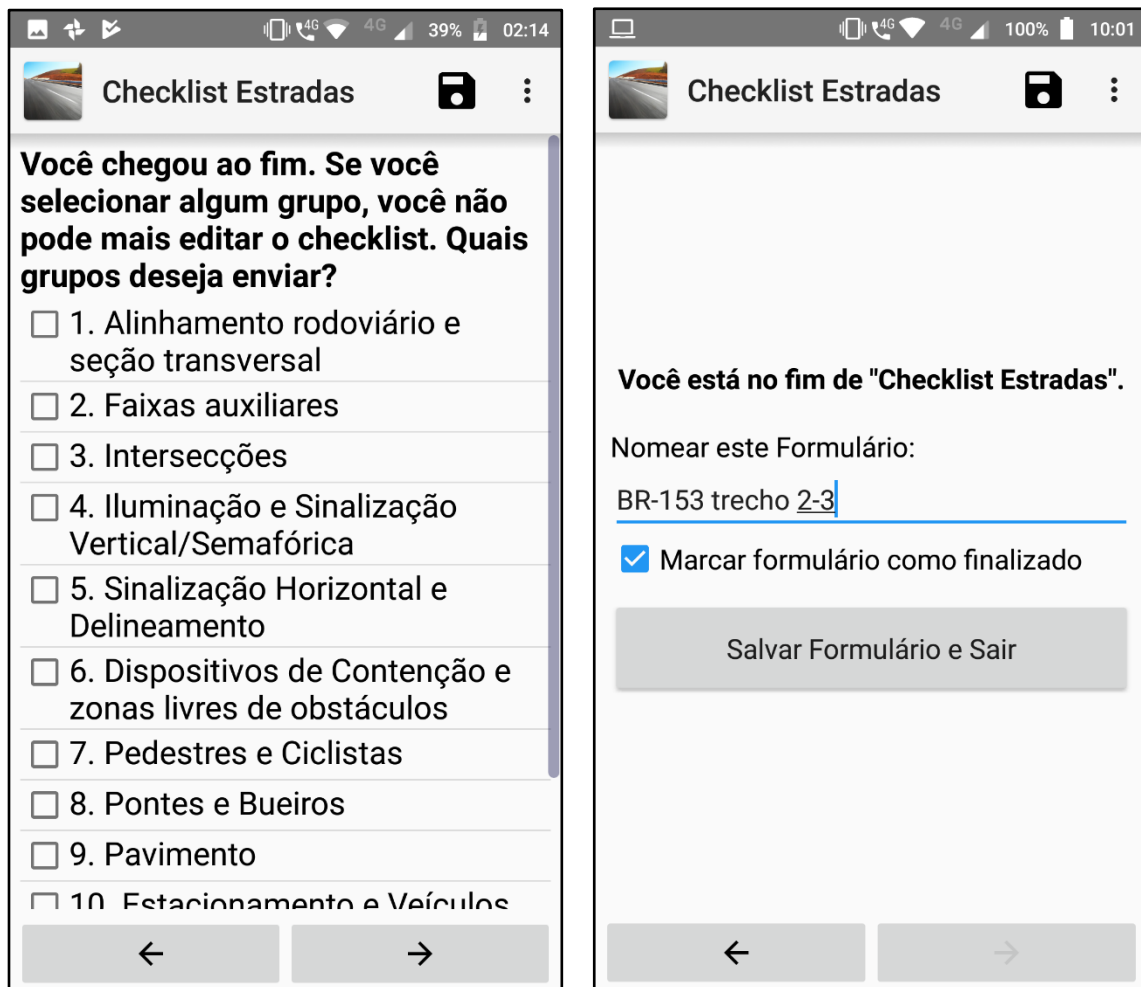 4G 4G 39% 02:14
Checklist Estradas
Você chegou ao fim. Se você
selecionar algum grupo, você não
pode mais editar o checklist. Quais
grupos deseja enviar?
1. Alinhamento rodoviário e
seção transversal
2. Faixas auxiliares
3. Intersecções
4. Iluminação e Sinalização
Vertical/Semafórica
5. Sinalização Horizontal e
Delineamento
6. Dispositivos de Contenção e
zonas livres de obstáculos
7. Pedestres e Ciclistas
8. Pontes e Bueiros
9. Pavimento
10. Estacionamento e Veículos
4G 4G 100% 10:01
Checklist Estradas
Você está no fim de "Checklist Estradas".
Nomear este Formulário:
BR-153 trecho 2-3
Marcar formulário como finalizado
Salvar Formulário e Sair